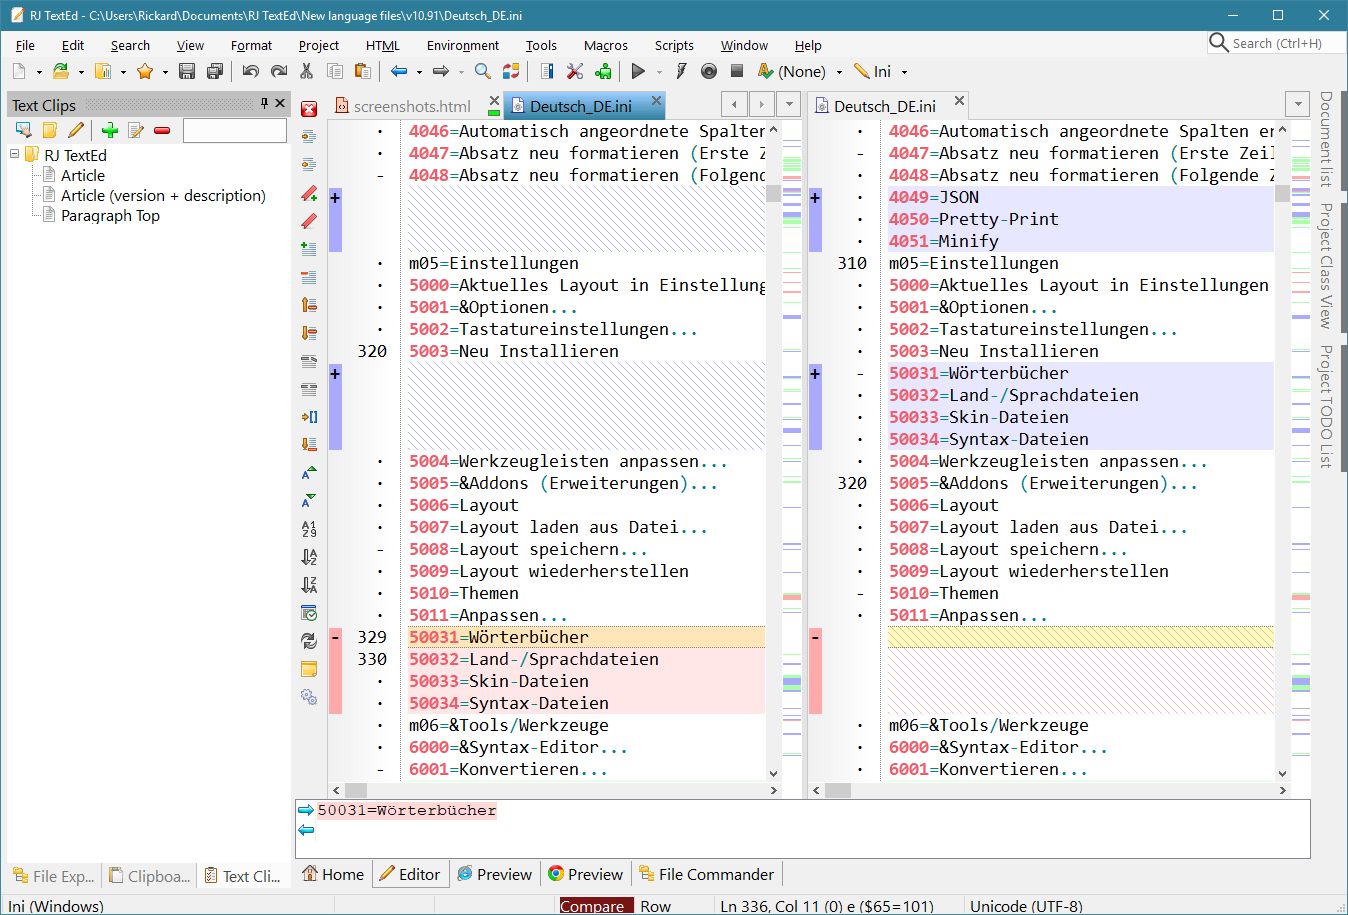 RJ TextEd - C:\Users\Rickard\Documents\RJ TextEd\New language files\v10.91\Deutsch_DE.ini
File Edit Search View Format Project HTML Environment Tools Macros Scripts Window Help
Search (Ctrl+H)
(None) Ini
Text Clips
RJ TextEd
Article
Article (version + description)
Paragraph Top
screenshots.html Deutsch_DE.ini
4046=Automatisch angeordnete Spalten
4047=Absatz neu formatieren (Erste Z
4048=Absatz neu formatieren (Folgend
+
m05=Einstellungen
5000=Aktuelles Layout in Einstellung
5001=&Optionen...
5002=Tastatureinstellungen...
320 5003=Neu Installieren
+
5004=Werkzeugleisten anpassen...
5005=&Addons (Erweiterungen)...
5006=Layout
5007=Layout laden aus Datei...
5008=Layout speichern...
5009=Layout wiederherstellen
5010=Themen
5011=Anpassen...
- 329 50031=Wörterbücher
330 50032=Land-/Sprachdateien
50033=Skin-Dateien
50034=Syntax-Dateien
m06=&Tools/Werkzeuge
6000=&Syntax-Editor...
6001=Konvertieren...
Deutsch_DE.ini
4046=Automatisch angeordnete Spalten er
4047=Absatz neu formatieren (Erste Zeil
4048=Absatz neu formatieren (Folgende Z
+ 4049=JSON
4050=Pretty-Print
4051=Minify
310 m05=Einstellungen
5000=Aktuelles Layout in Einstellungen
5001=&Optionen...
5002=Tastatureinstellungen...
5003=Neu Installieren
+ 50031=Wörterbücher
50032=Land-/Sprachdateien
50033=Skin-Dateien
50034=Syntax-Dateien
5004=Werkzeugleisten anpassen...
320 5005=&Addons (Erweiterungen)...
5006=Layout
5007=Layout laden aus Datei...
5008=Layout speichern...
5009=Layout wiederherstellen
5010=Themen
5011=Anpassen...
-
m06=&Tools/Werkzeuge
6000=&Syntax-Editor...
6001=Konvertieren...
Document list
Project Class View
Project TODO List
50031=Wörterbücher
File Exp... Clipboa... Text Cli...
Home Editor Preview Preview File Commander
Ini (Windows) Compare Row Ln 336, Col 11 (0) e ($65=101) Unicode (UTF-8)